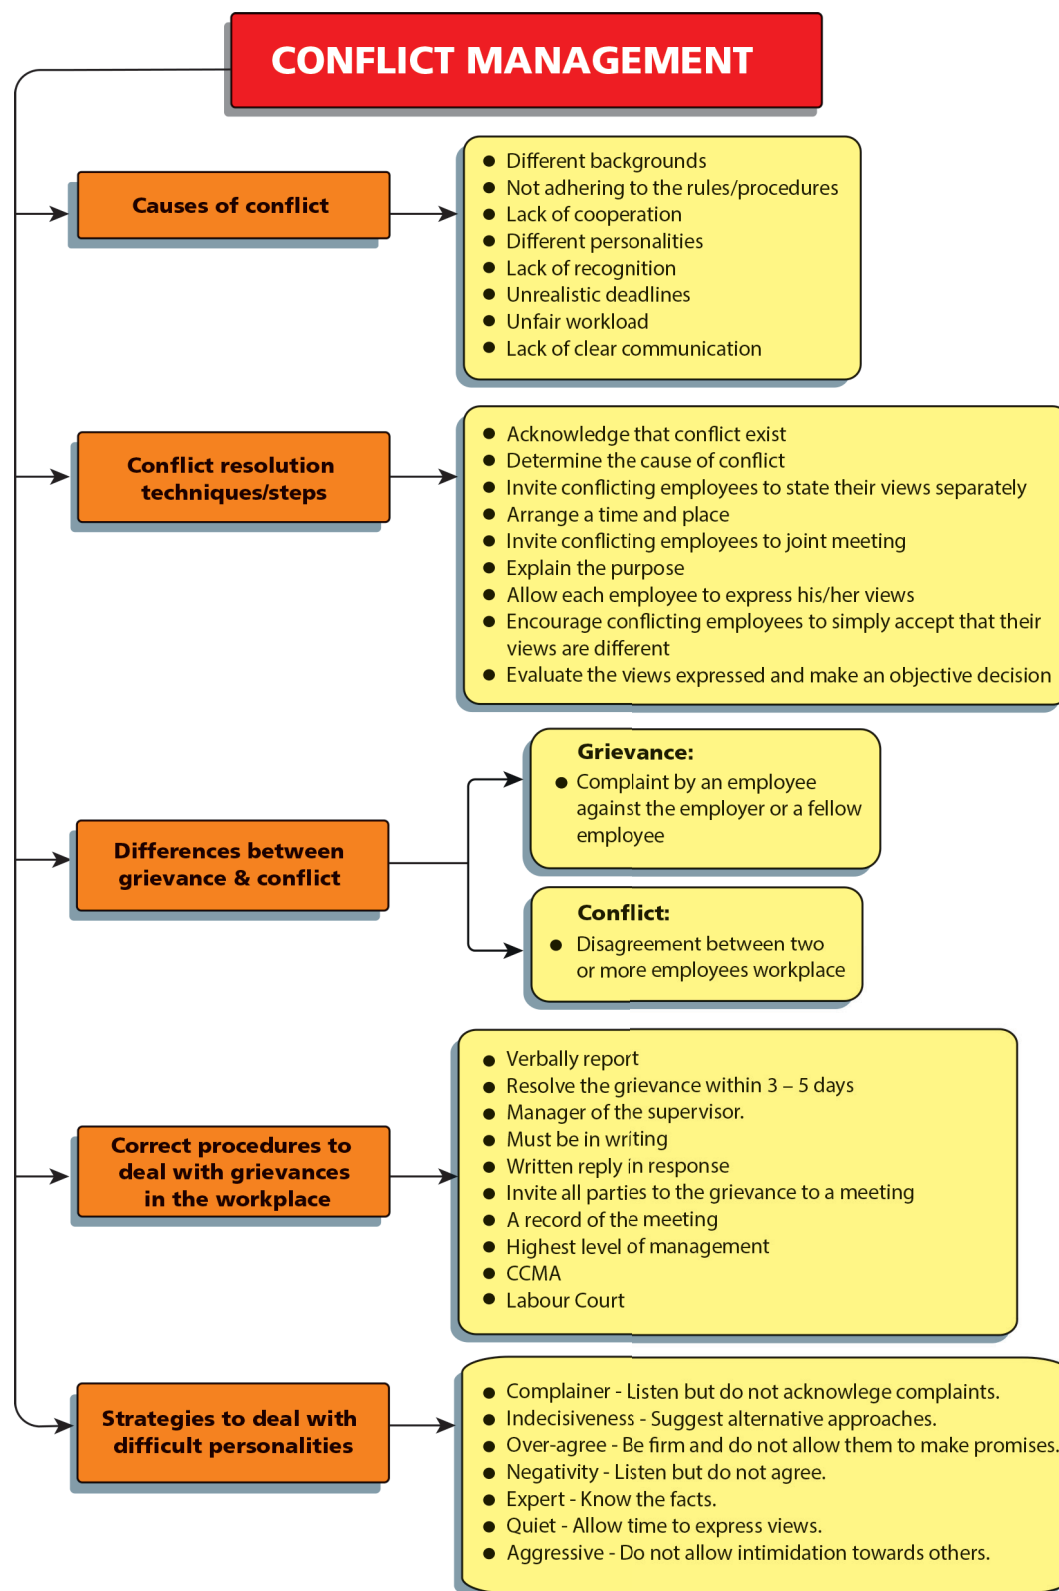 CONFLICT MANAGEMENT
Causes of conflict
● Different backgrounds
● Not adhering to the rules/procedures
● Lack of cooperation
● Different personalities
● Lack of recognition
● Unrealistic deadlines
● Unfair workload
● Lack of clear communication
Conflict resolution
techniques/steps
● Acknowledge that conflict exist
● Determine the cause of conflict
● Invite conflicting employees to state their views separately
● Arrange a time and place
● Invite conflicting employees to joint meeting
● Explain the purpose
● Allow each employee to express his/her views
● Encourage conflicting employees to simply accept that their
views are different
● Evaluate the views expressed and make an objective decision
Differences between
grievance & conflict
Grievance:
● Complaint by an employee
against the employer or a fellow
employee
Conflict:
● Disagreement between two
or more employees workplace
Correct procedures to
deal with grievances
in the workplace
● Verbally report
● Resolve the grievance within 3 – 5 days
● Manager of the supervisor.
● Must be in writing
● Written reply in response
● Invite all parties to the grievance to a meeting
● A record of the meeting
● Highest level of management
● CCMA
● Labour Court
Strategies to deal with
difficult personalities
● Complainer - Listen but do not acknowlege complaints.
● Indecisiveness - Suggest alternative approaches.
● Over-agree - Be firm and do not allow them to make promises.
● Negativity - Listen but do not agree.
● Expert - Know the facts.
● Quiet - Allow time to express views.
● Aggressive - Do not allow intimidation towards others.